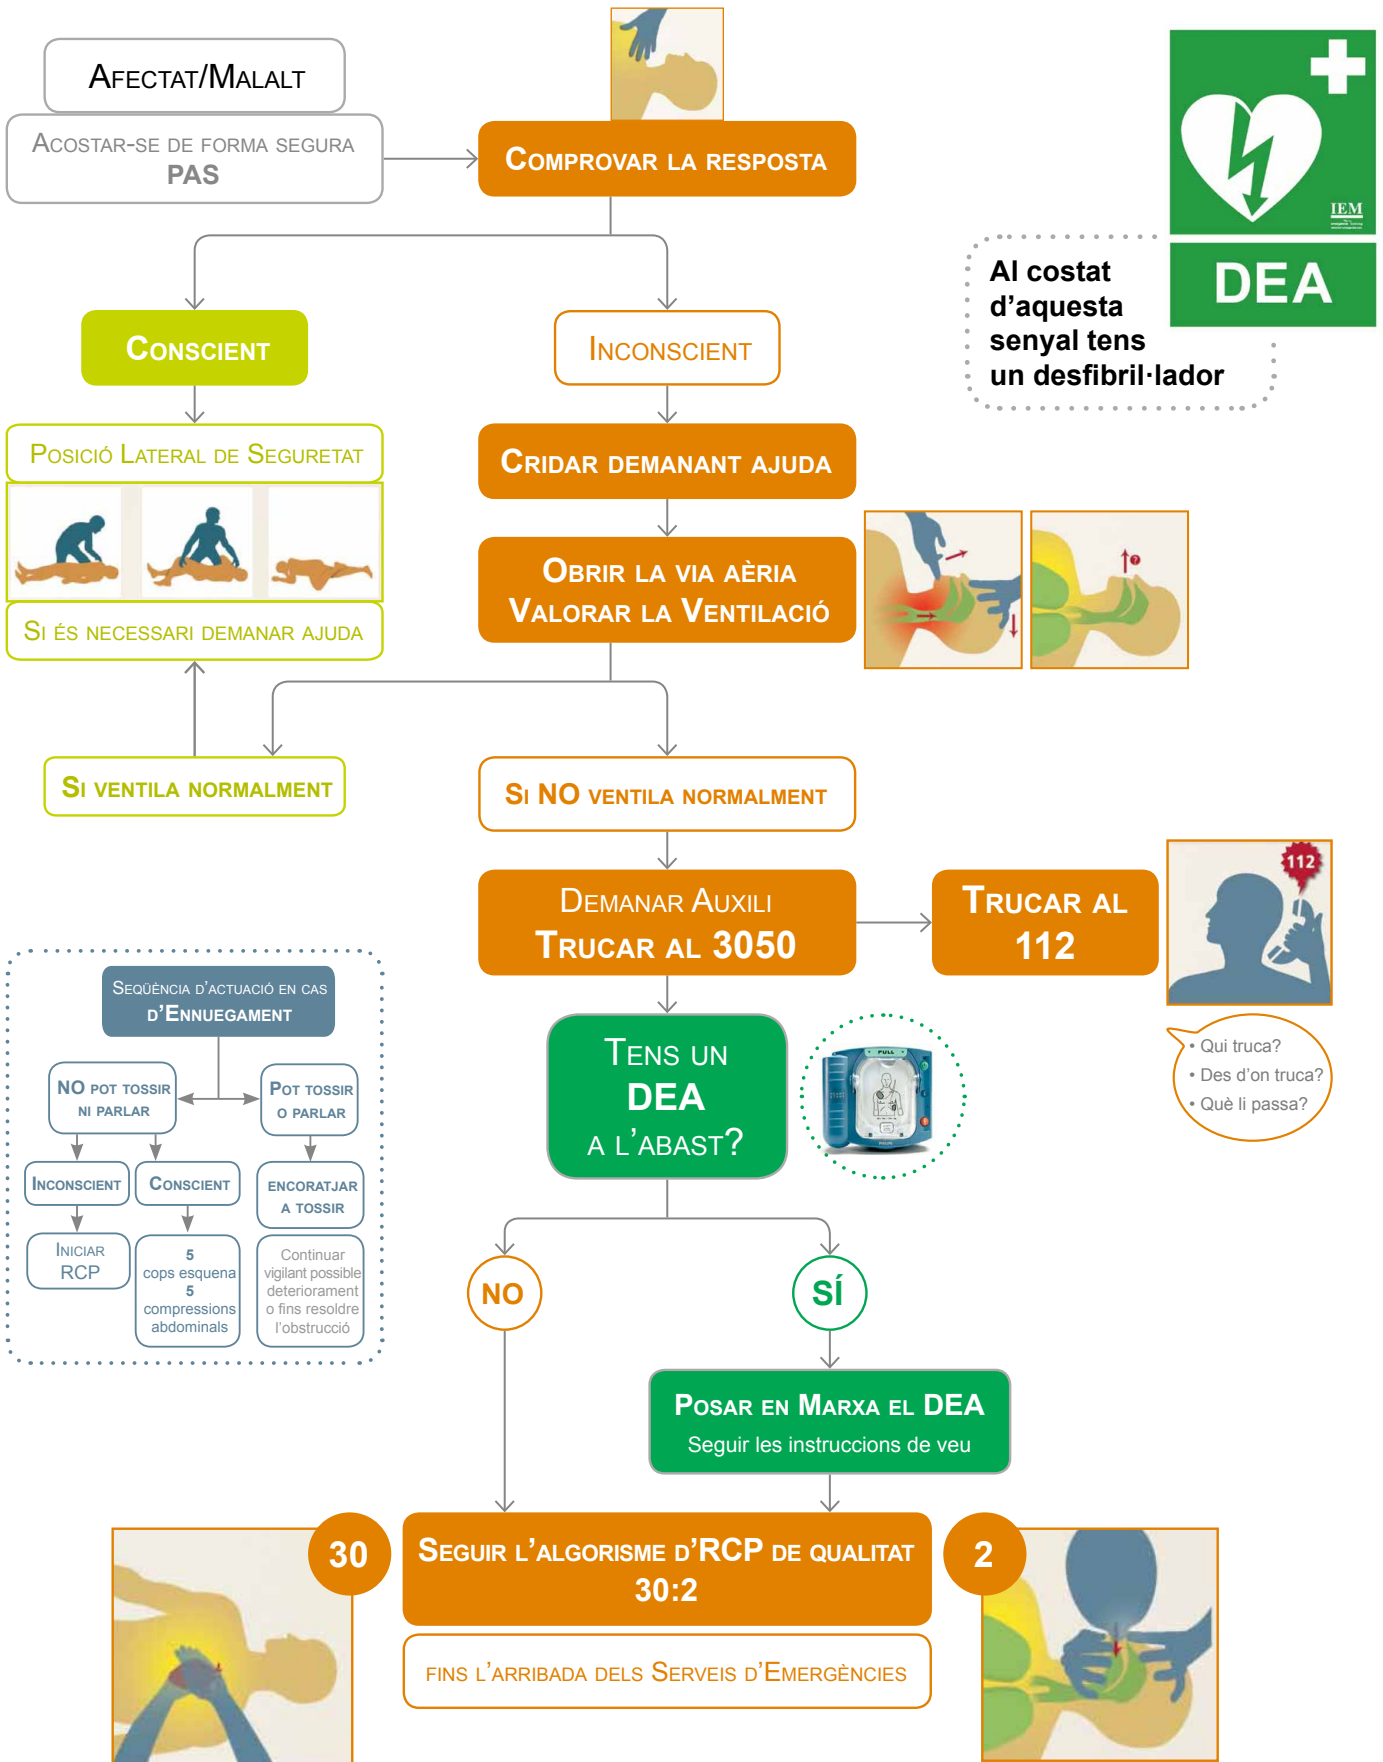 Afectat/Malalt
Acostar-se de forma segura
PAS
Comprovar la resposta
IEM
DEA
Al costat
d'aquesta
senyal tens
un desfibril·lador
Conscient
Inconscient
Posició Lateral de Seguretat
Si és necessari demanar ajuda
Cridar demanant ajuda
Obrir la via aèria
Valorar la Ventilació
?
Si ventila normalment
Si NO ventila normalment
Demanar Auxili
Trucar al 3050
Trucar al
112
112
• Qui truca?
• Des d'on truca?
• Què li passa?
Seqüència d'actuació en cas
d'Ennuegament
NO pot tossir
ni parlar
Pot tossir
o parlar
Inconscient
Conscient
encoratjar
a tossir
Iniciar
RCP
5
cops esquena
5
compressions
abdominals
Continuar
vigilant possible
deteriorament
o fins resoldre
l'obstrucció
Tens un
DEA
a l'abast?
PULL
PHILIPS
NO
SÍ
Posar en Marxa el DEA
Seguir les instruccions de veu
30
Seguir l'algorisme d'RCP de qualitat
30:2
2
fins l'arribada dels Serveis d'Emergències